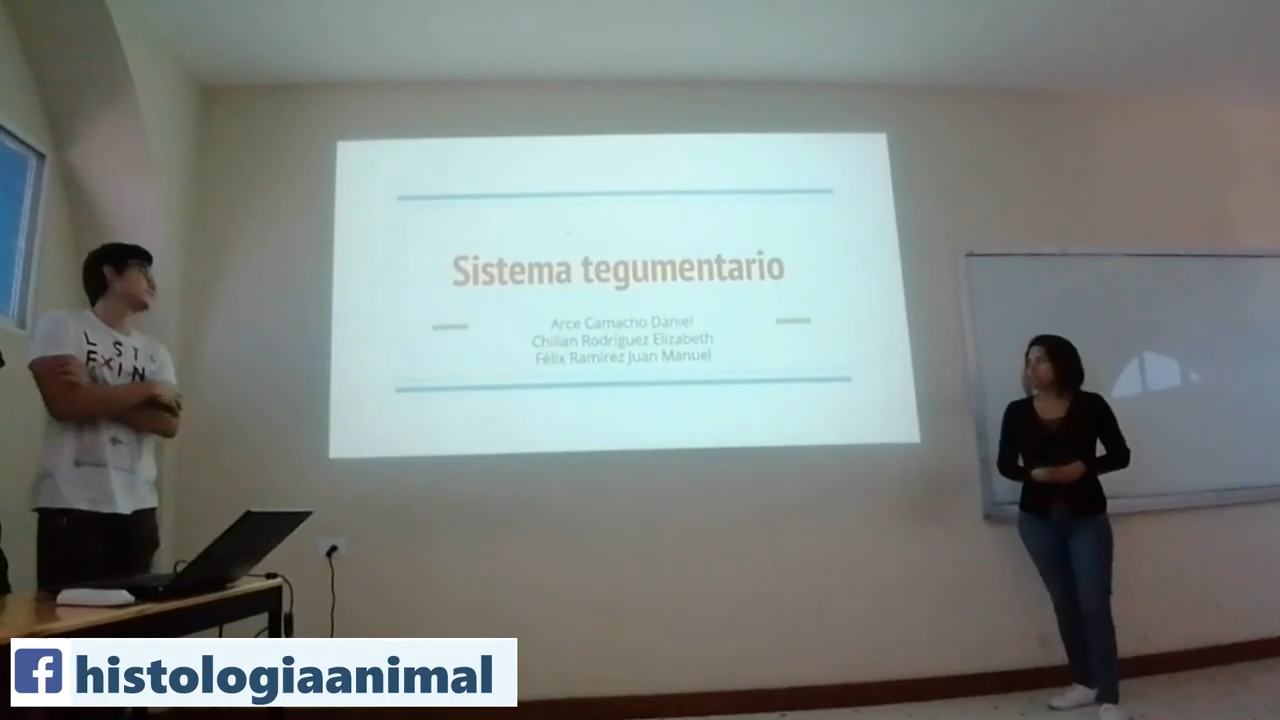 Sistema tegumentario
Arce Camacho Daniel
Chilian Rodríguez Elizabeth
Félix Ramírez Juan Manuel
histologiaanimal